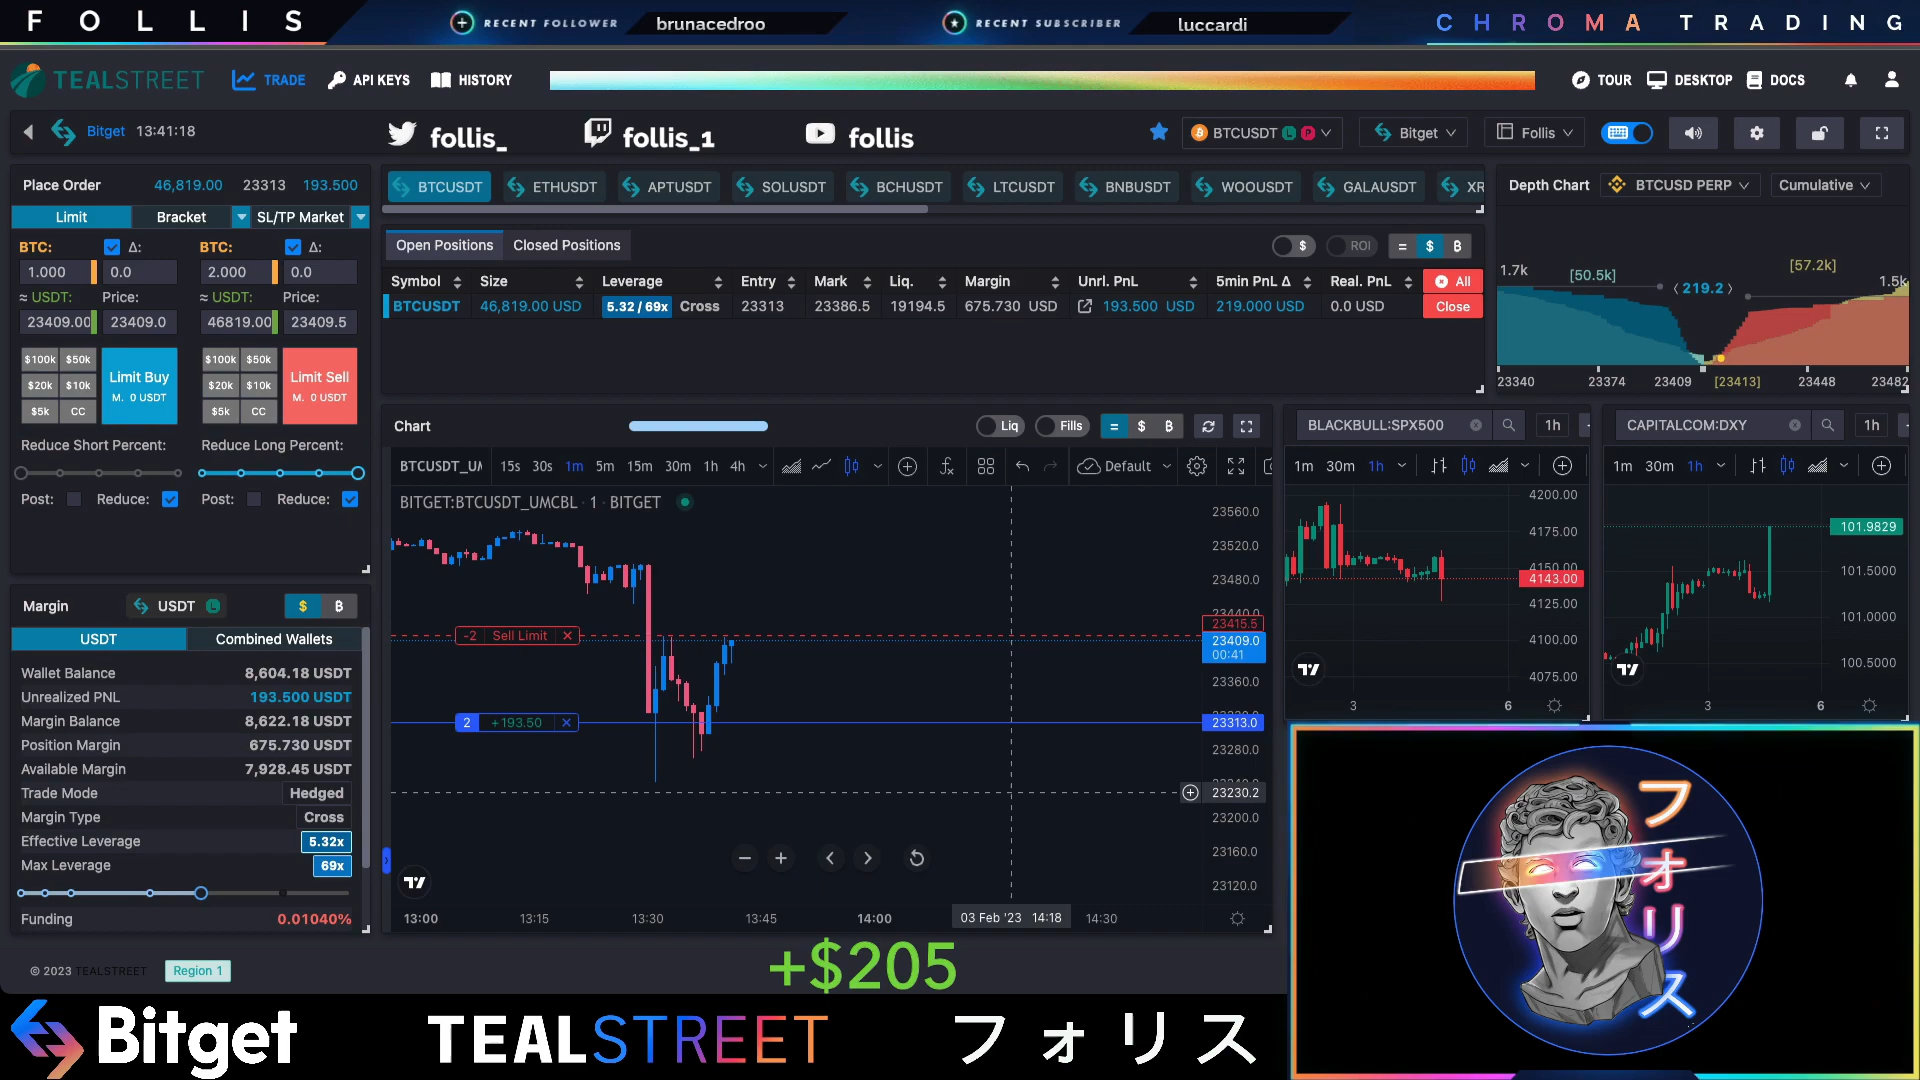 FOLLIS
RECENT FOLLOWER brunacedroo
RECENT SUBSCRIBER luccardi
CHROMA TRADING
TEALSTREET TRADE API KEYS HISTORY
TOUR DESKTOP DOCS
Bitget 13:41:18
follis_ follis_1 follis
BTCUSDT L P Bitget Follis
Place Order 46,819.00 23313 193.500
Limit Bracket SL/TP Market
BTC: Δ: BTC: Δ:
1.000 0.0 2.000 0.0
≈ USDT: Price: ≈ USDT: Price:
23409.00 23409.0 46819.00 23409.5
$100k $50k
$20k $10k
$5k CC
Limit Buy
M. 0 USDT
$100k $50k
$20k $10k
$5k CC
Limit Sell
M. 0 USDT
Reduce Short Percent: Reduce Long Percent:
Post: Reduce: Post: Reduce:
BTCUSDT ETHUSDT APTUSDT SOLUSDT BCHUSDT LTCUSDT BNBUSDT WOOUSDT GALAUSDT XR
Open Positions Closed Positions
$ ROI = $ B
Symbol Size Leverage Entry Mark Liq. Margin Unrl. PnL 5min PnL Δ Real. PnL All
BTCUSDT 46,819.00 USD 5.32 / 69x Cross 23313 23386.5 19194.5 675.730 USD 193.500 USD 219.000 USD 0.0 USD Close
Depth Chart BTCUSD PERP Cumulative
1.7k [50.5k] 219.2 [57.2k] 1.5k
23340 23374 23409 [23413] 23448 23482
Margin USDT L $ B
USDT Combined Wallets
Wallet Balance 8,604.18 USDT
Unrealized PNL 193.500 USDT
Margin Balance 8,622.18 USDT
Position Margin 675.730 USDT
Available Margin 7,928.45 USDT
Trade Mode Hedged
Margin Type Cross
Effective Leverage 5.32x
Max Leverage 69x
Funding 0.01040%
© 2023 TEALSTREET Region 1
Chart Liq Fills = $ B
BTCUSDT_UM 15s 30s 1m 5m 15m 30m 1h 4h Default
BITGET:BTCUSDT_UMCBL · 1 · BITGET
23560.0
23520.0
23480.0
23440.0
23415.5
23409.0
00:41
23360.0
23313.0
23280.0
23230.2
23200.0
23160.0
23120.0
-2 Sell Limit ×
2 +193.50 ×
13:00 13:15 13:30 13:45 14:00 03 Feb '23 14:18 14:30
BLACKBULL:SPX500 1h
1m 30m 1h
4200.00
4175.00
4150.00
4143.00
4125.00
4100.00
4075.00
3 6
CAPITALCOM:DXY 1h
1m 30m 1h
101.9829
101.5000
101.0000
100.5000
3 6
フォリス
+$205
Bitget TEALSTREET フォリス